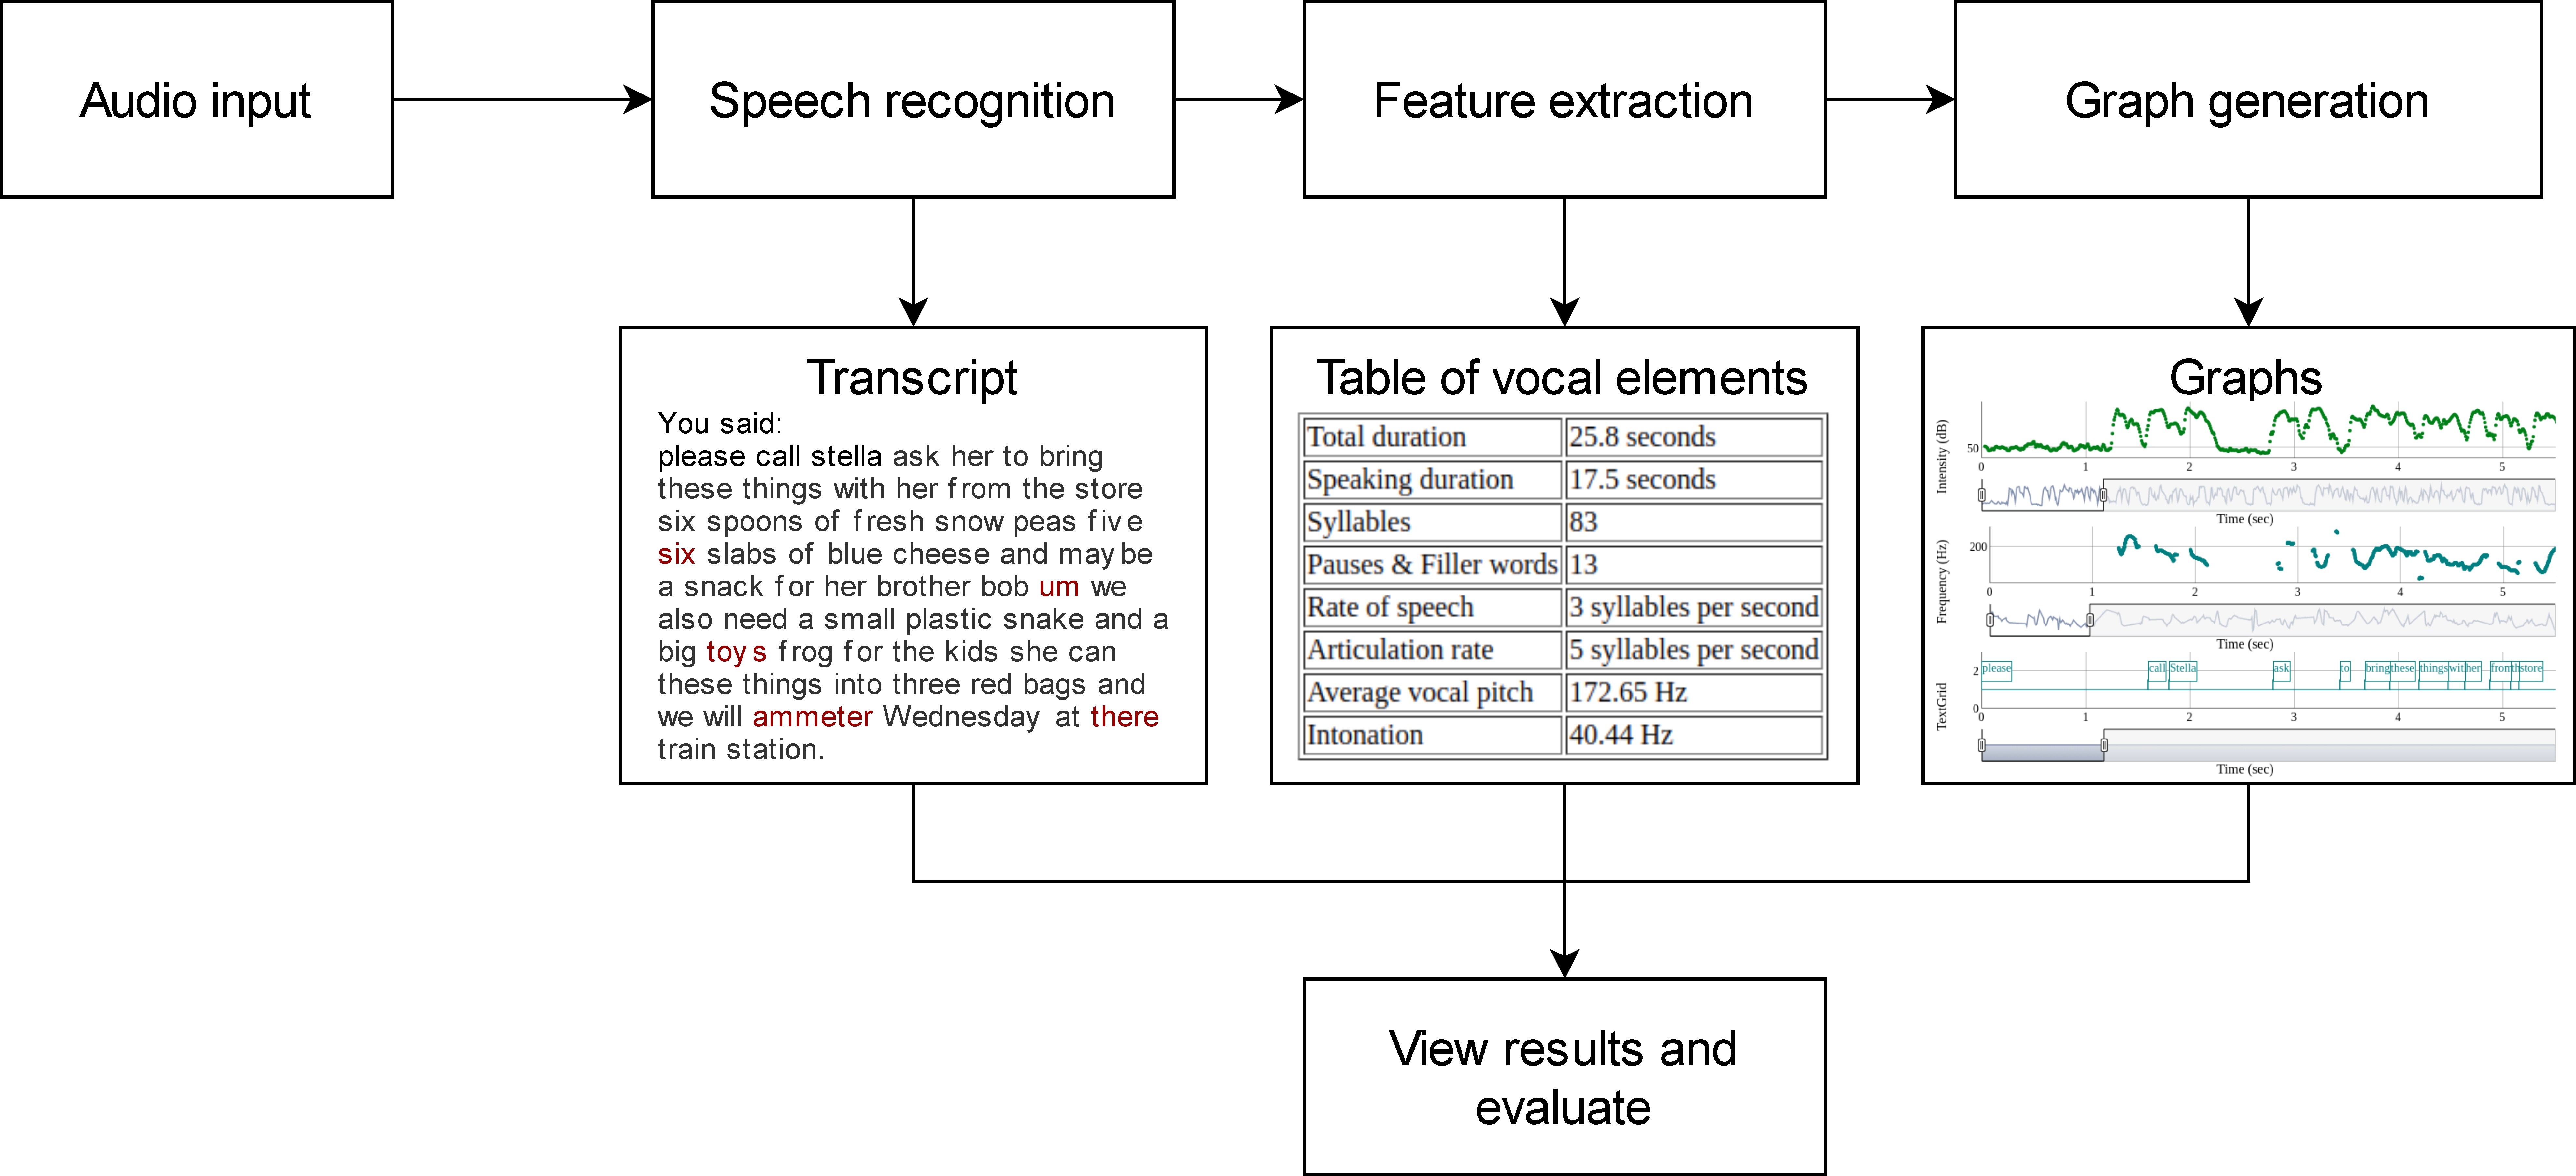 Audio input
Speech recognition
Feature extraction
Graph generation
Transcript
You said:
please call stella ask her to bring
these things with her from the store
six spoons of fresh snow peas five
six slabs of blue cheese and maybe
a snack for her brother bob um we
also need a small plastic snake and a
big toys frog for the kids she can
these things into three red bags and
we will ammeter Wednesday at there
train station.
Table of vocal elements
Total duration 25.8 seconds
Speaking duration 17.5 seconds
Syllables 83
Pauses & Filler words 13
Rate of speech 3 syllables per second
Articulation rate 5 syllables per second
Average vocal pitch 172.65 Hz
Intonation 40.44 Hz
Graphs
Intensity (dB)
50
0 1 2 3 4 5
Time (sec)
Frequency (Hz)
200
0 1 2 3 4 5
Time (sec)
TextGrid
2
please call Stella ask to bring these things with her from th store
0
0 1 2 3 4 5
Time (sec)
View results and
evaluate